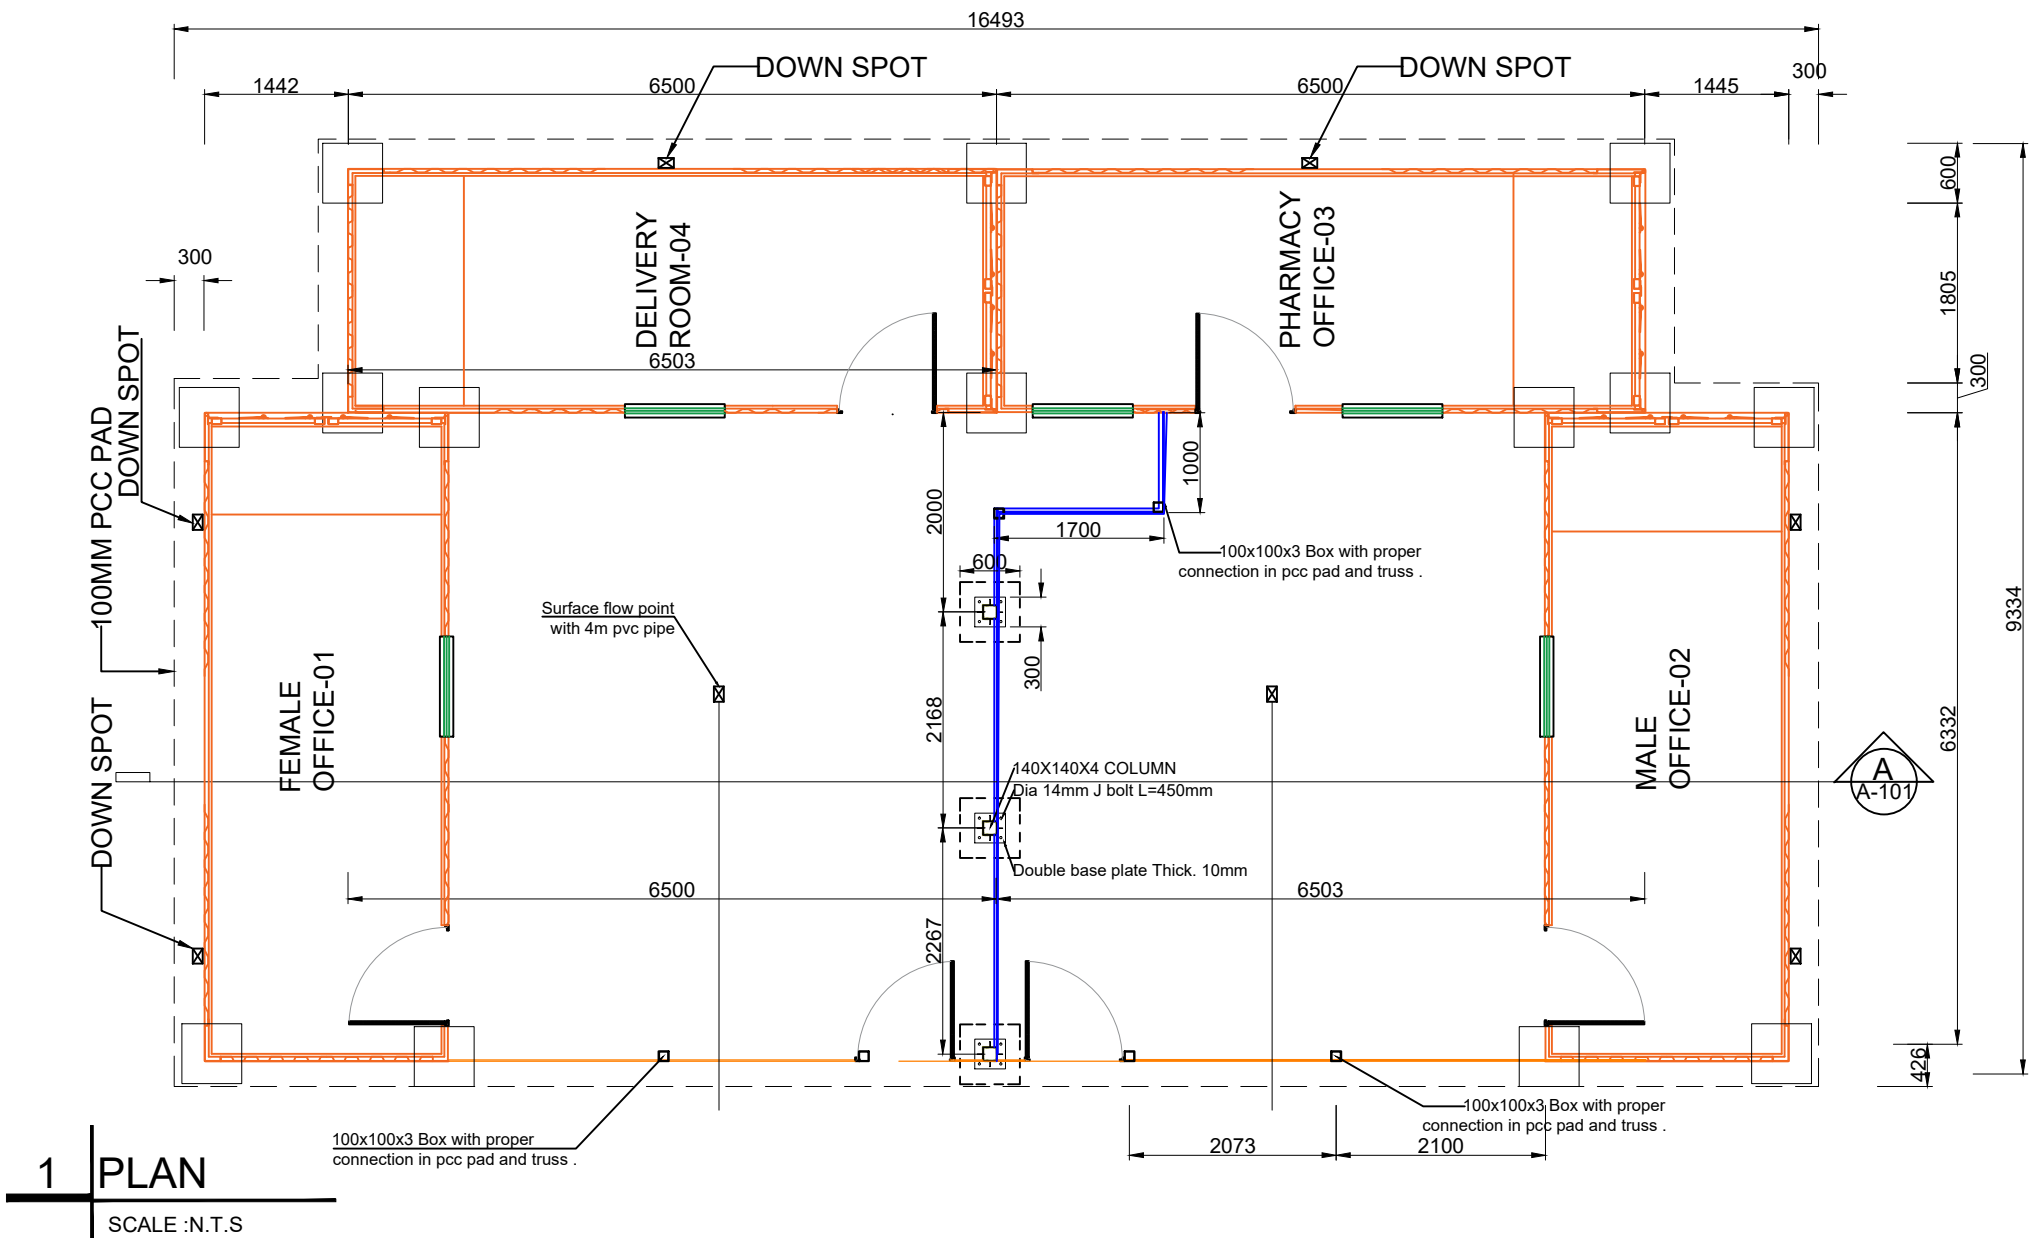 16493
DOWN SPOT
DOWN SPOT
300
1442
6500
6500
1445
600
300
DELIVERY
ROOM-04
PHARMACY
OFFICE-03
1805
6503
300
DOWN SPOT
100MM PCC PAD
2000
1000
1700
100x100x3 Box with proper
connection in pcc pad and truss .
600
Surface flow point
with 4m pvc pipe
300
9334
FEMALE
OFFICE-01
2168
MALE
OFFICE-02
6332
DOWN SPOT
140X140X4 COLUMN
Dia 14mm J bolt L=450mm
A
A-101
Double base plate Thick. 10mm
6500
6503
2267
426
100x100x3 Box with proper
connection in pcc pad and truss .
100x100x3 Box with proper
connection in pcc pad and truss .
2073
2100
1
PLAN
SCALE :N.T.S